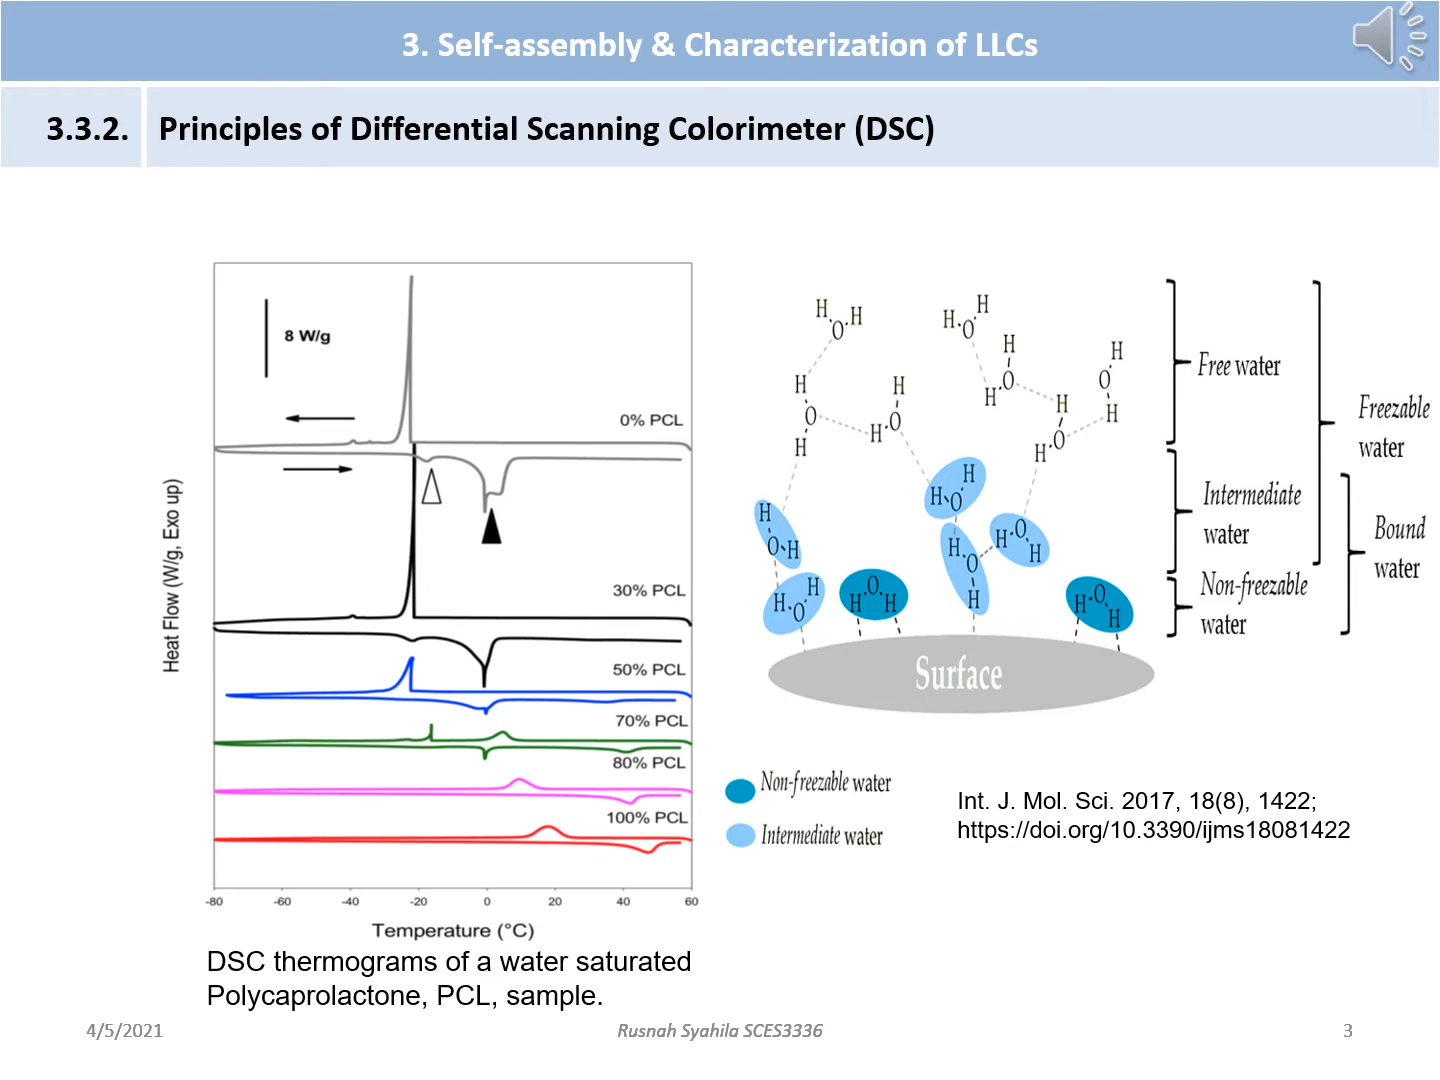 3. Self-assembly & Characterization of LLCs
3.3.2.
Principles of Differential Scanning Colorimeter (DSC)
Heat Flow (W/g, Exo up)
8 W/g
0% PCL
30% PCL
50% PCL
70% PCL
80% PCL
100% PCL
-80 -60 -40 -20 0 20 40 60
Temperature (°C)
DSC thermograms of a water saturated
Polycaprolactone, PCL, sample.
H O H
H O H
H O H
H O H
H O H
H O H
H O H
H O H
H O H
H O H
H O H
H O H
H O H
H O H
Surface
Free water
Intermediate
water
Non-freezable
water
Freezable
water
Bound
water
Non-freezable water
Intermediate water
Int. J. Mol. Sci. 2017, 18(8), 1422;
https://doi.org/10.3390/ijms18081422
4/5/2021
Rusnah Syahila SCES3336
3